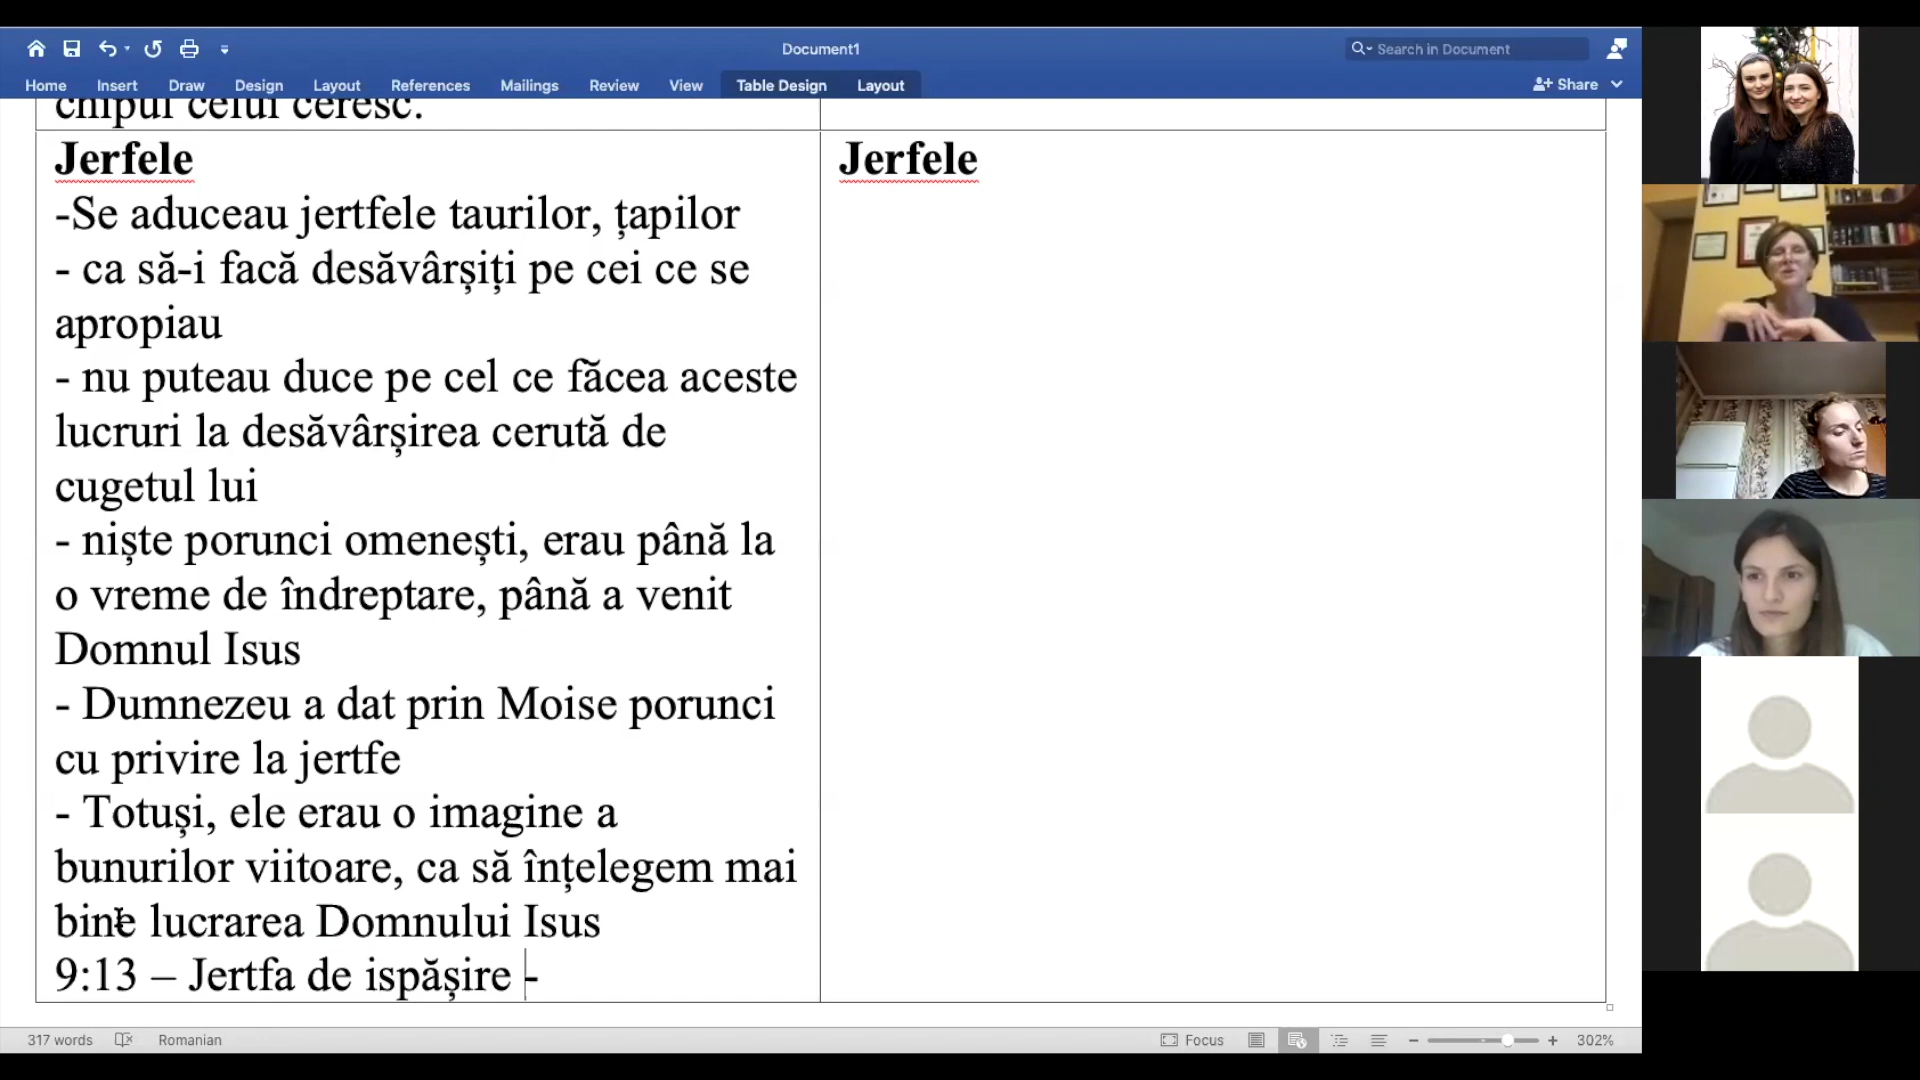 Document1
Search in Document
Home Insert Draw Design Layout References Mailings Review View Table Design Layout Share
chipul celui ceresc.
Jerfele
-Se aduceau jertfele taurilor, țapilor
- ca să-i facă desăvârșiți pe cei ce se
apropiau
- nu puteau duce pe cel ce făcea aceste
lucruri la desăvârșirea cerută de
cugetul lui
- niște porunci omenești, erau până la
o vreme de îndreptare, până a venit
Domnul Isus
- Dumnezeu a dat prin Moise porunci
cu privire la jertfe
- Totuși, ele erau o imagine a
bunurilor viitoare, ca să înțelegem mai
bine lucrarea Domnului Isus
9:13 – Jertfa de ispășire -
Jerfele
317 words Romanian Focus 302%